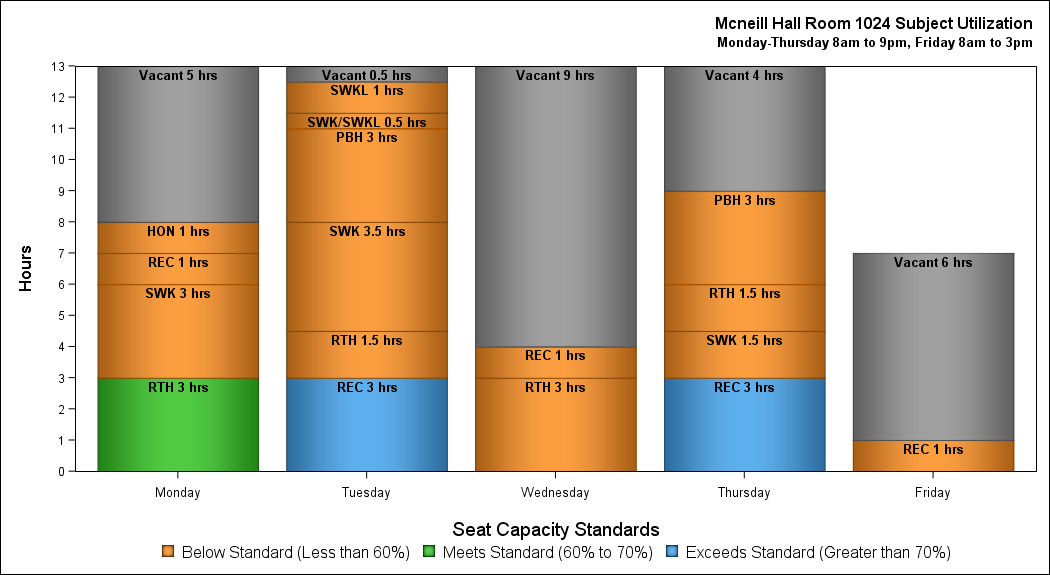 Mcneill Hall Room 1024 Subject Utilization
Monday-Thursday 8am to 9pm, Friday 8am to 3pm
Hours
13
12
11
10
9
8
7
6
5
4
3
2
1
0
Vacant 5 hrs
HON 1 hrs
REC 1 hrs
SWK 3 hrs
RTH 3 hrs
Vacant 0.5 hrs
SWKL 1 hrs
SWK/SWKL 0.5 hrs
PBH 3 hrs
SWK 3.5 hrs
RTH 1.5 hrs
REC 3 hrs
Vacant 9 hrs
REC 1 hrs
RTH 3 hrs
Vacant 4 hrs
PBH 3 hrs
RTH 1.5 hrs
SWK 1.5 hrs
REC 3 hrs
Vacant 6 hrs
REC 1 hrs
Monday Tuesday Wednesday Thursday Friday
Seat Capacity Standards
Below Standard (Less than 60%) Meets Standard (60% to 70%) Exceeds Standard (Greater than 70%)